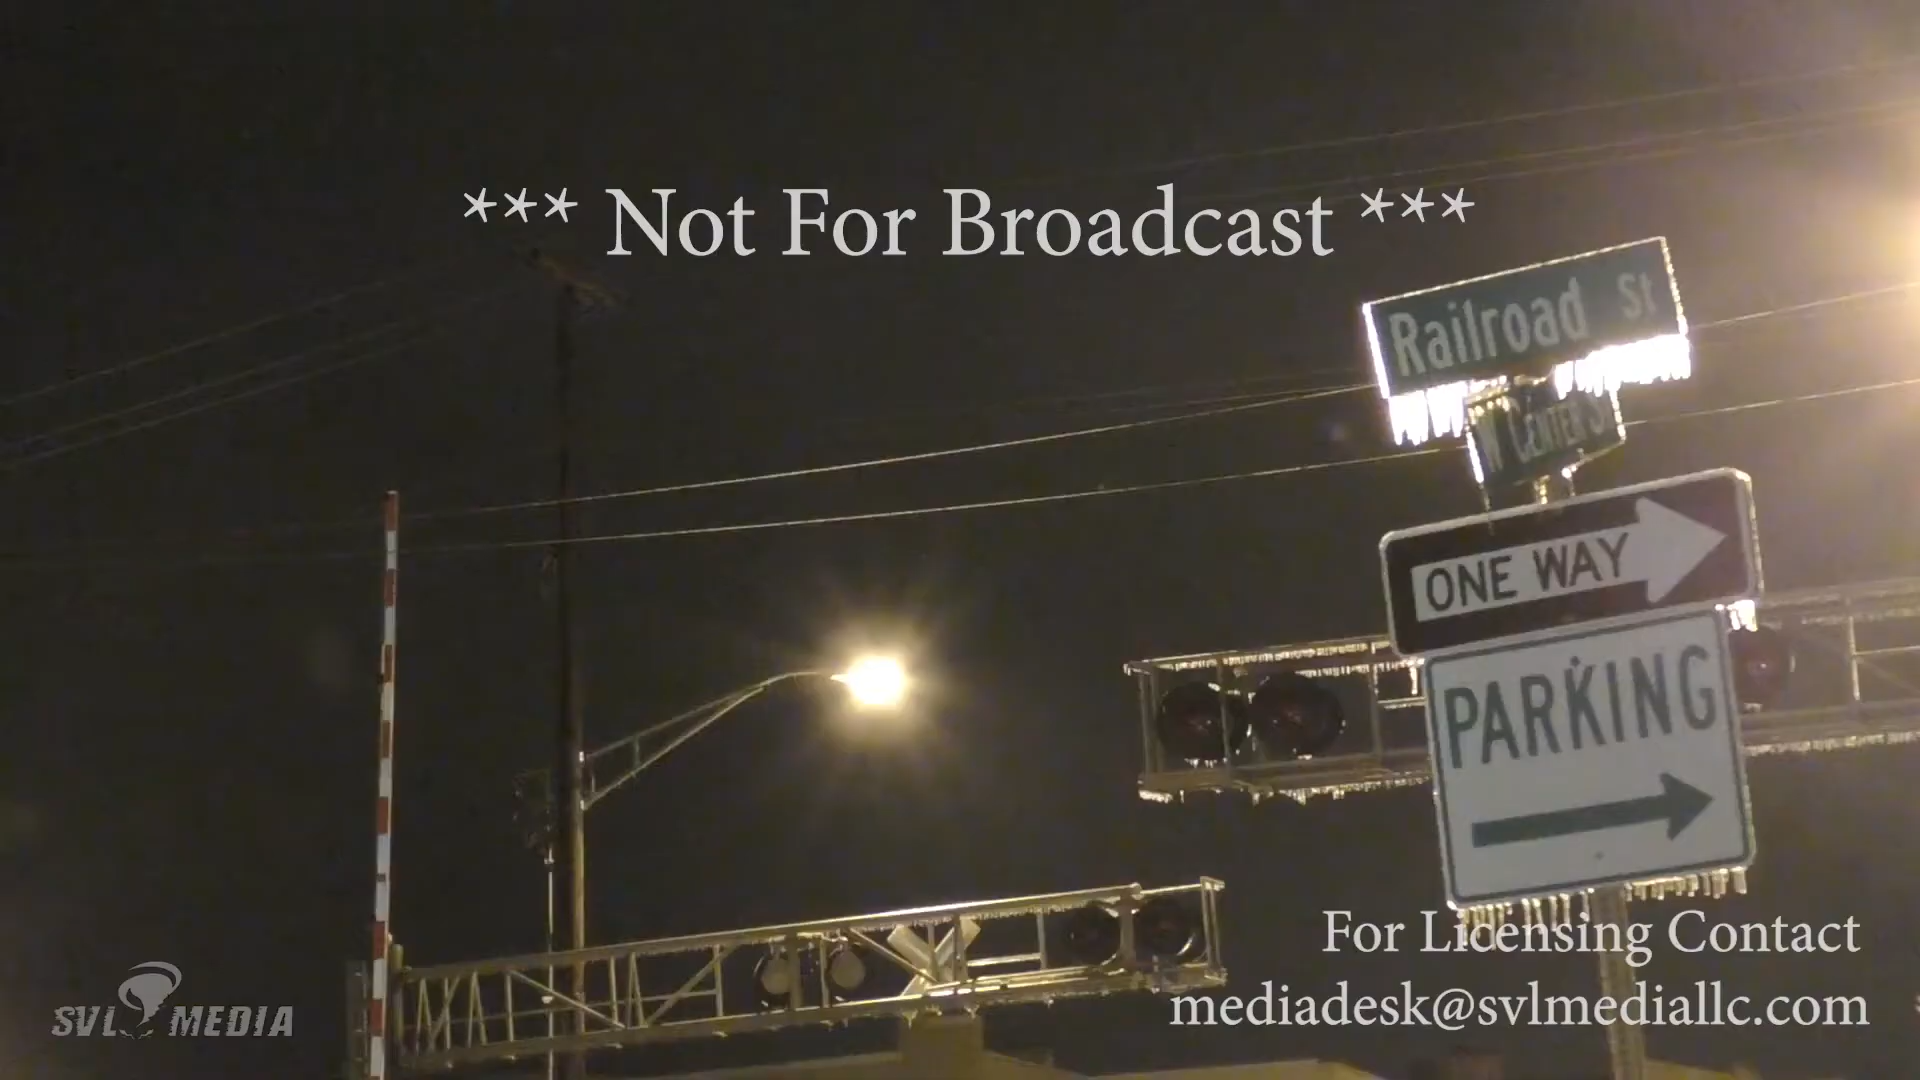 *** Not For Broadcast ***
Railroad St
W CENTER St
ONE WAY
PARKING
For Licensing Contact
mediadesk@svlmediallc.com
SVL MEDIA